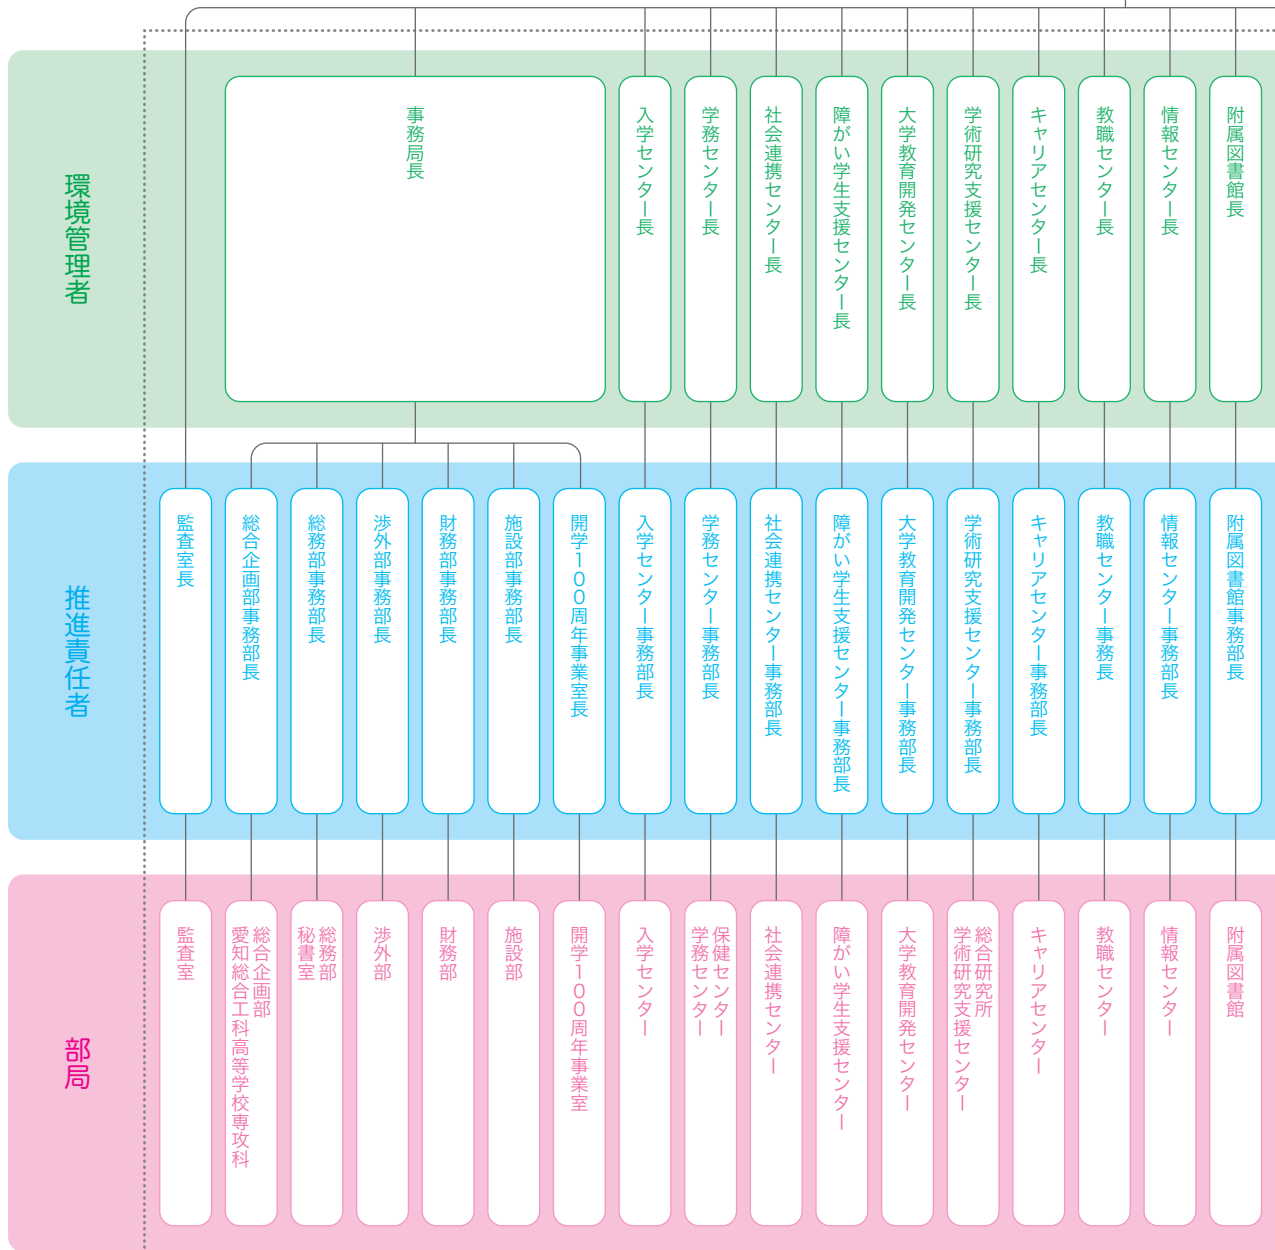 環境管理者
事務局長
入学センター長
学務センター長
社会連携センター長
障がい学生支援センター長
大学教育開発センター長
学術研究支援センター長
キャリアセンター長
教職センター長
情報センター長
附属図書館長
推進責任者
監査室長
総合企画部事務部長
総務部事務部長
渉外部事務部長
財務部事務部長
施設部事務部長
開学100周年事業室長
入学センター事務部長
学務センター事務部長
社会連携センター事務部長
障がい学生支援センター事務部長
大学教育開発センター事務部長
学術研究支援センター事務部長
キャリアセンター事務部長
教職センター事務長
情報センター事務部長
附属図書館事務部長
部局
監査室
総合企画部
愛知総合工科高等学校専攻科
総務部
秘書室
渉外部
財務部
施設部
開学100周年事業室
入学センター
保健センター
学務センター
社会連携センター
障がい学生支援センター
大学教育開発センター
総合研究所
学術研究支援センター
キャリアセンター
教職センター
情報センター
附属図書館